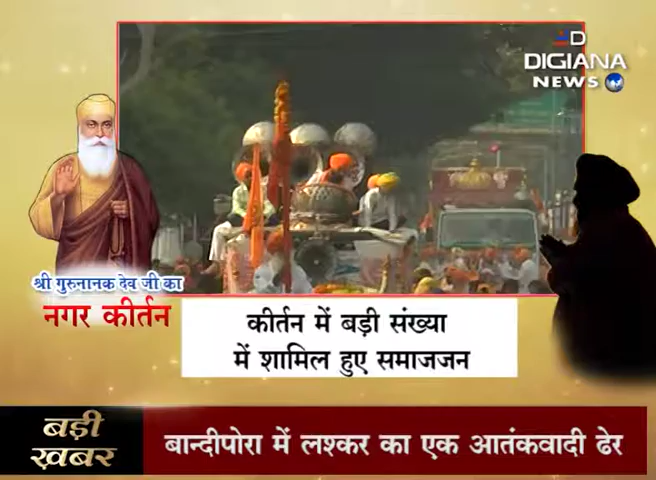 DIGIANA
NEWS
श्री गुरुनानक देव जी का
नगर कीर्तन
कीर्तन में बड़ी संख्या
में शामिल हुए समाजजन
बड़ी
ख़बर
बान्दीपोरा में लश्कर का एक आतंकवादी ढेर